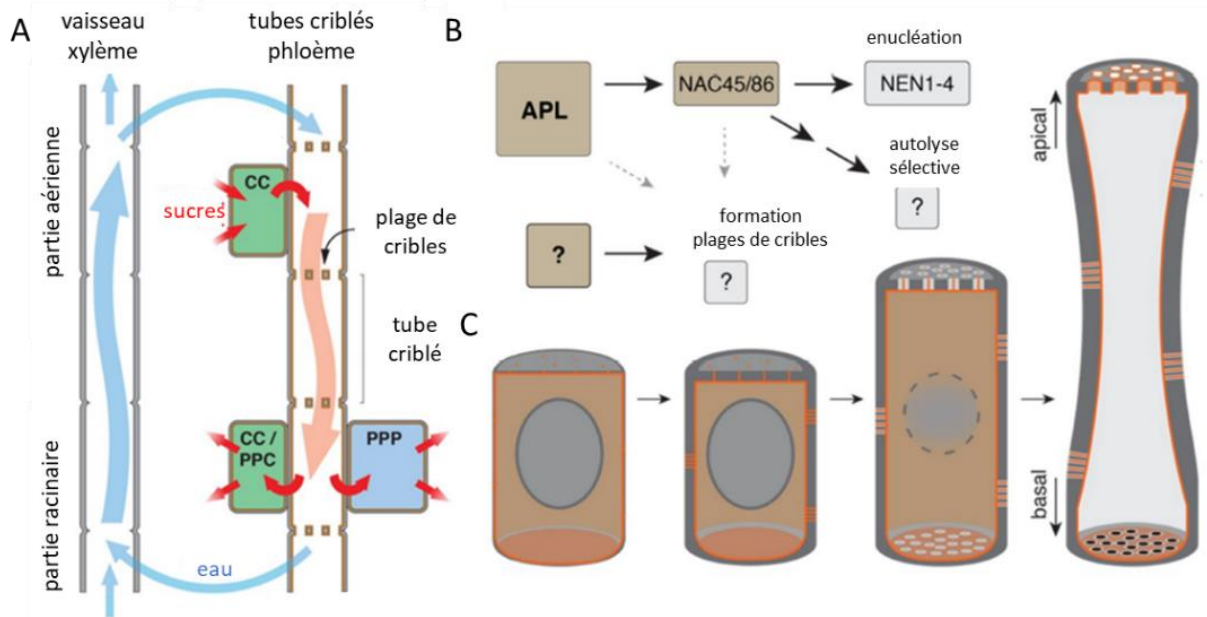 A
vaisseau
xylème
tubes criblés
phloème
partie aérienne
partie racinaire
CC
sucres
plage de
cribles
tube
criblé
CC /
PPC
PPP
eau
B
APL
NAC45/86
enucléation
NEN1-4
autolyse
sélective
?
?
formation
plages de cribles
?
C
apical
basal